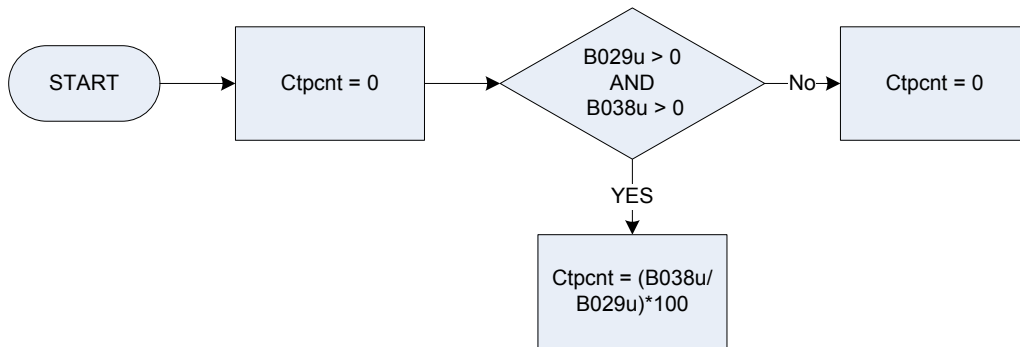 START
Ctpcnt = 0
B029u > 0
AND
B038u > 0
No
Ctpcnt = 0
YES
Ctpcnt = (B038u/
B029u)*100